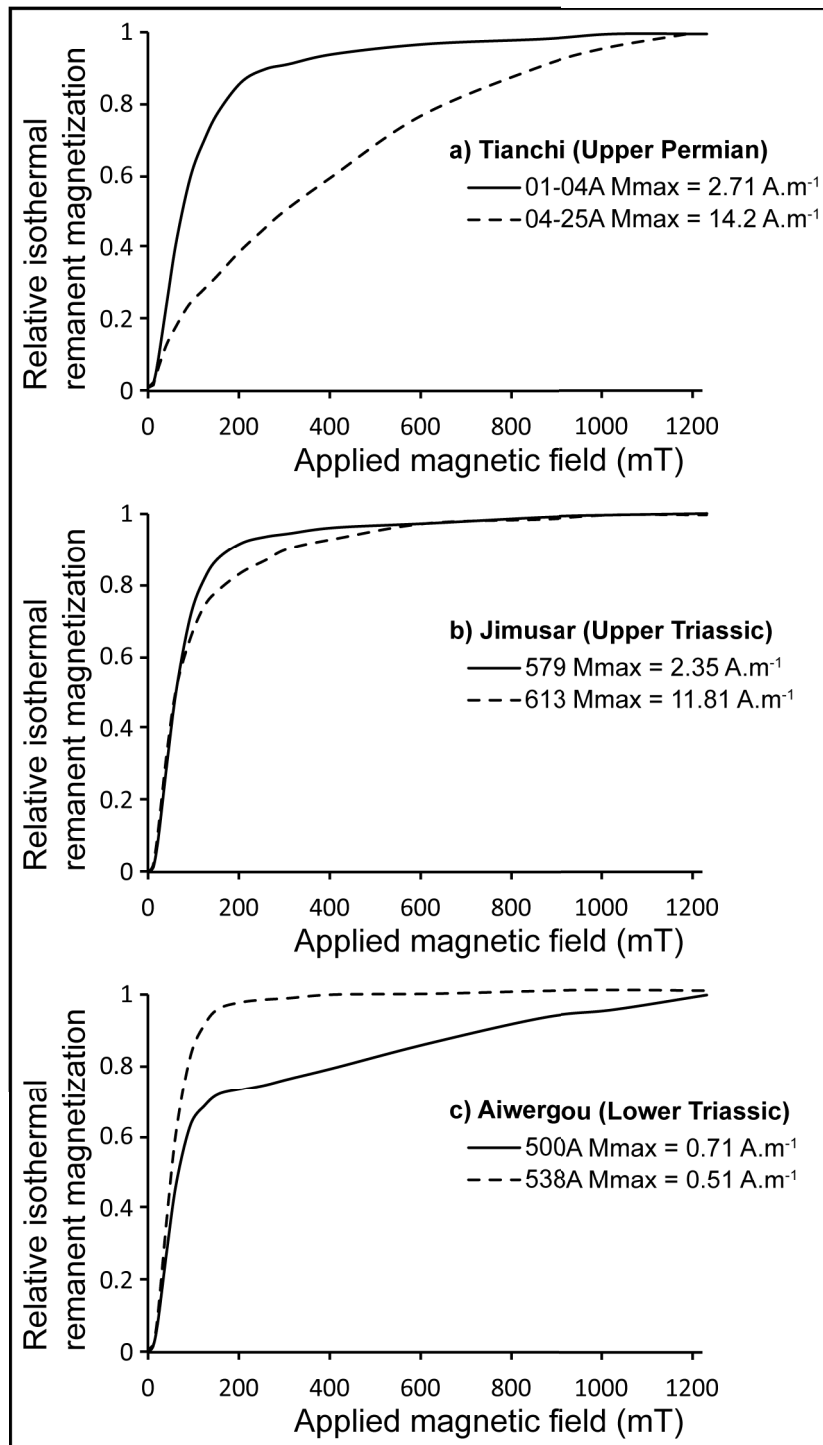 Relative isothermal
remanent magnetization
1
0.8
0.6
0.4
0.2
0
a) Tianchi (Upper Permian)
01-04A Mmax = 2.71 A.m⁻¹
04-25A Mmax = 14.2 A.m⁻¹
0 200 400 600 800 1000 1200
Applied magnetic field (mT)
Relative isothermal
remanent magnetization
1
0.8
0.6
0.4
0.2
0
b) Jimusar (Upper Triassic)
579 Mmax = 2.35 A.m⁻¹
613 Mmax = 11.81 A.m⁻¹
0 200 400 600 800 1000 1200
Applied magnetic field (mT)
Relative isothermal
remanent magnetization
1
0.8
0.6
0.4
0.2
0
c) Aiwergou (Lower Triassic)
500A Mmax = 0.71 A.m⁻¹
538A Mmax = 0.51 A.m⁻¹
0 200 400 600 800 1000 1200
Applied magnetic field (mT)